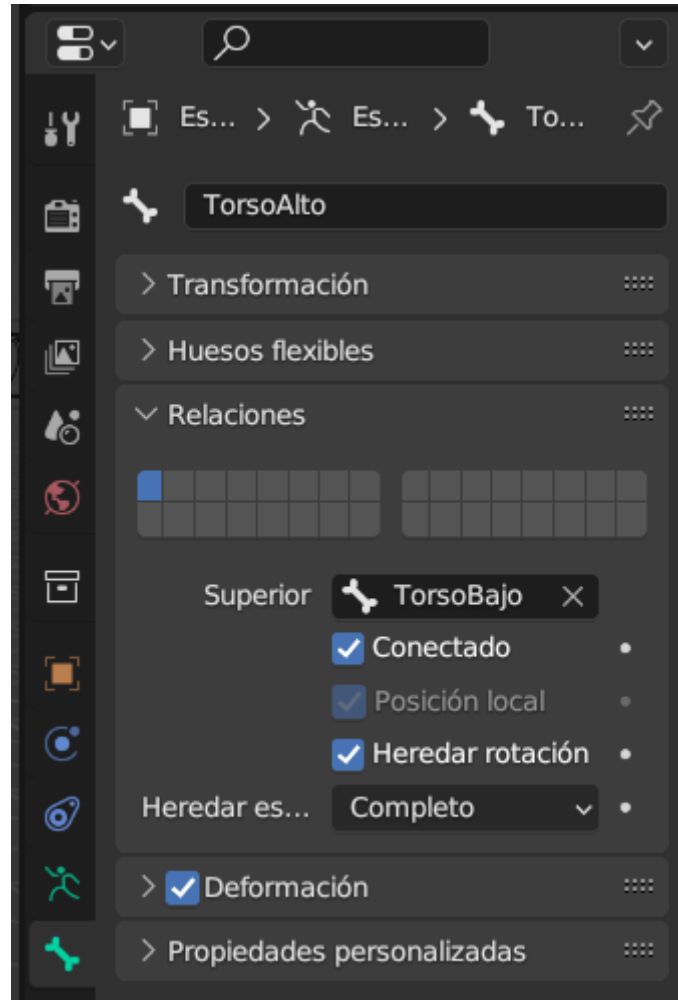 Es... > Es... > To...
TorsoAlto
Transformación
Huesos flexibles
Relaciones
Superior TorsoBajo
Conectado
Posición local
Heredar rotación
Heredar es... Completo
Deformación
Propiedades personalizadas